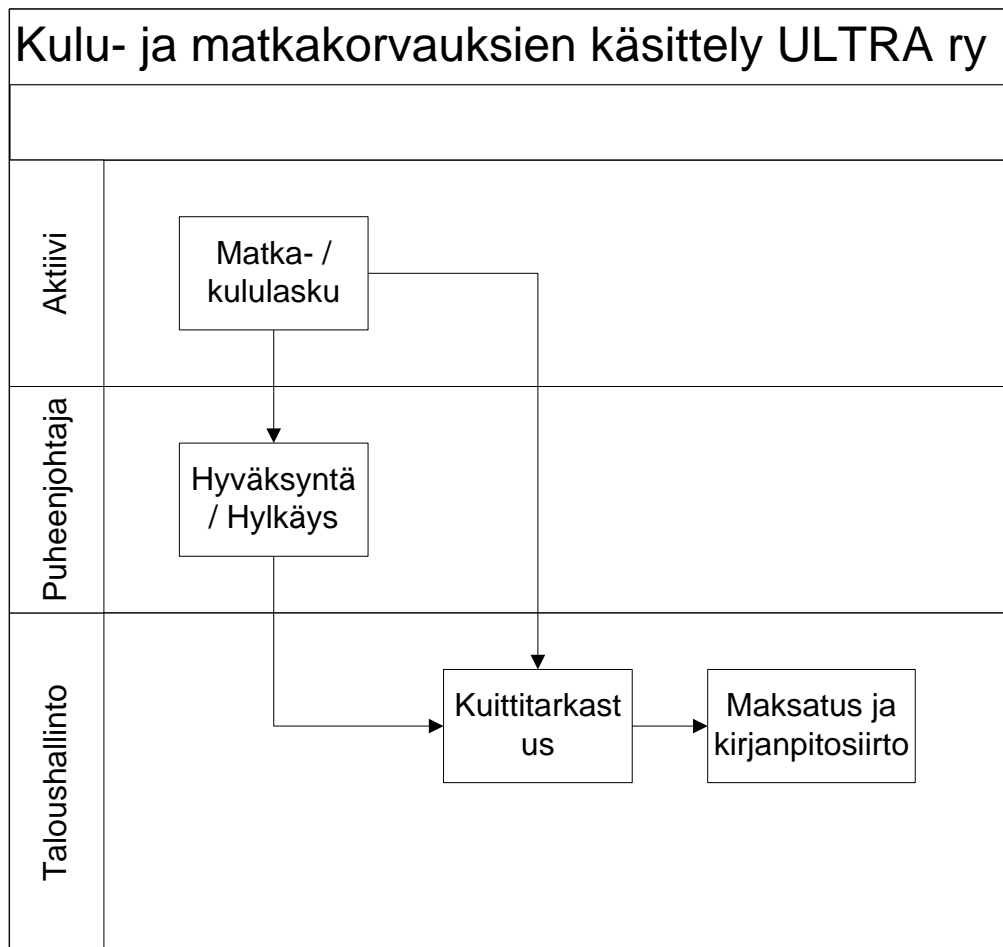 Kulu- ja matkakorvauksien käsittely ULTRA ry
Aktiivi
Matka- /
kululasku
Puheenjohtaja
Hyväksyntä
/ Hylkäys
Taloushallinto
Kuittitarkast
us
Maksatus ja
kirjanpitosiirto